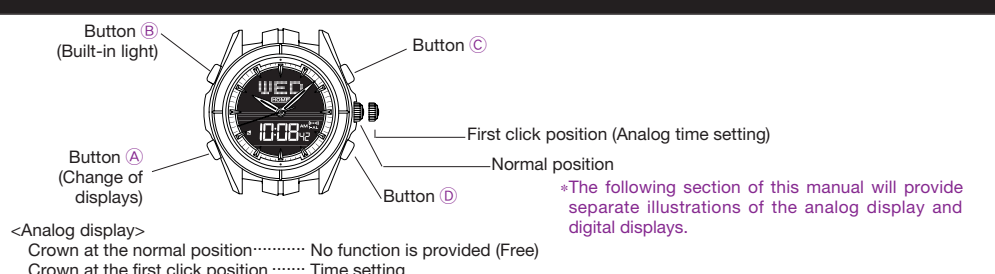 Button Ⓑ
(Built-in light)
Button Ⓒ
WED
HOME
10:08 AM 42
First click position (Analog time setting)
Normal position
Button Ⓐ
(Change of
displays)
Button Ⓓ
*The following section of this manual will provide
separate illustrations of the analog display and
digital displays.
<Analog display>
Crown at the normal position··········· No function is provided (Free)
Crown at the first click position ······· Time setting